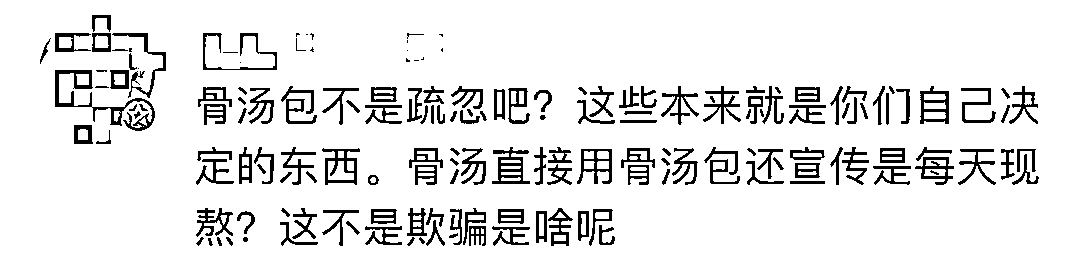 骨汤包不是疏忽吧？这些本来就是你们自己决
定的东西。骨汤直接用骨汤包还宣传是每天现
熬？这不是欺骗是啥呢